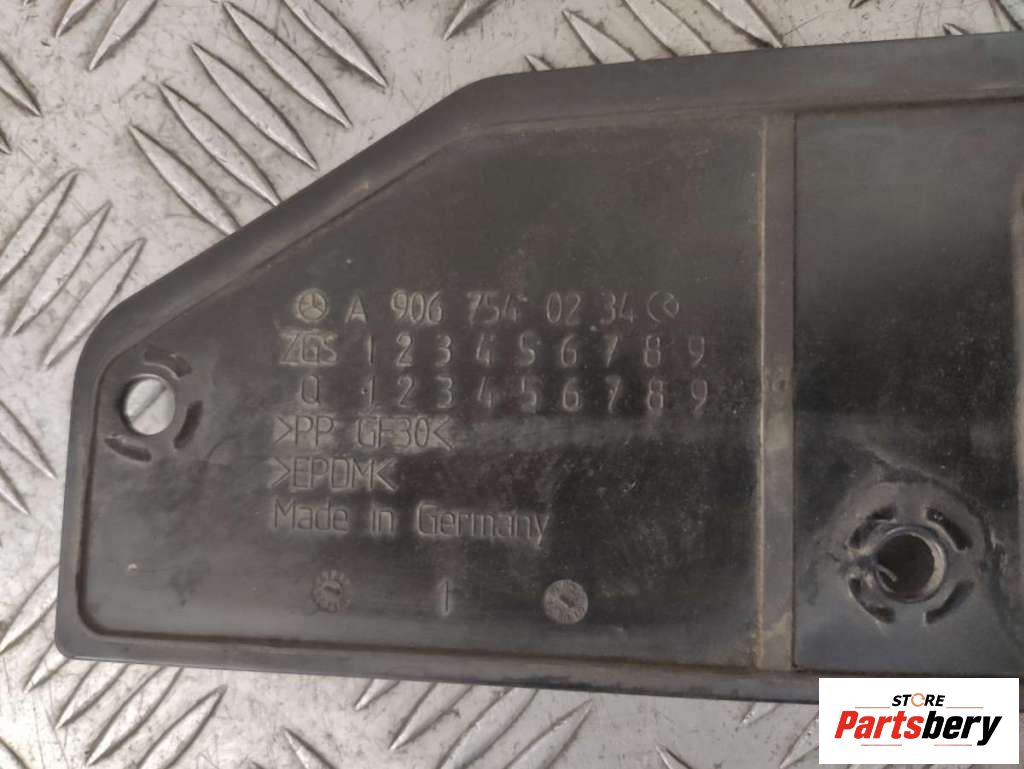 A 906 754 02 34
ZGS 1 2 3 4 5 6 7 8 9
Q 1 2 3 4 5 6 7 8 9
>PP GF30<
>EPDM<
Made in Germany
1
STORE
Partsbery